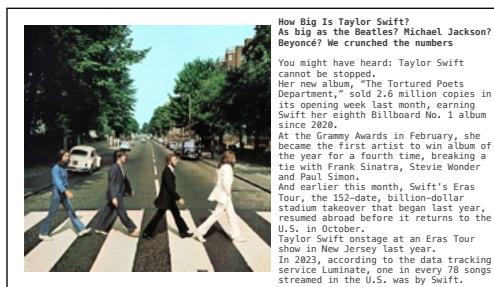 How Big Is Taylor Swift?
As big as the Beatles? Michael Jackson?
Beyoncé? We crunched the numbers
You might have heard: Taylor Swift
cannot be stopped.
Her new album, “The Tortured Poets
Department,” sold 2.6 million copies in
its opening week last month, earning
Swift her eighth Billboard No. 1 album
since 2020.
At the Grammy Awards in February, she
became the first artist to win album of
the year for a fourth time, breaking a
tie with Frank Sinatra, Stevie Wonder
and Paul Simon.
And earlier this month, Swift’s Eras
Tour, the 152-date, billion-dollar
stadium takeover that began last year,
resumed abroad before it returns to the
U.S. in October.
Taylor Swift onstage at an Eras Tour
show in New Jersey last year.
In 2023, according to the data tracking
service Luminate, one in every 78 songs
streamed in the U.S. was by Swift.